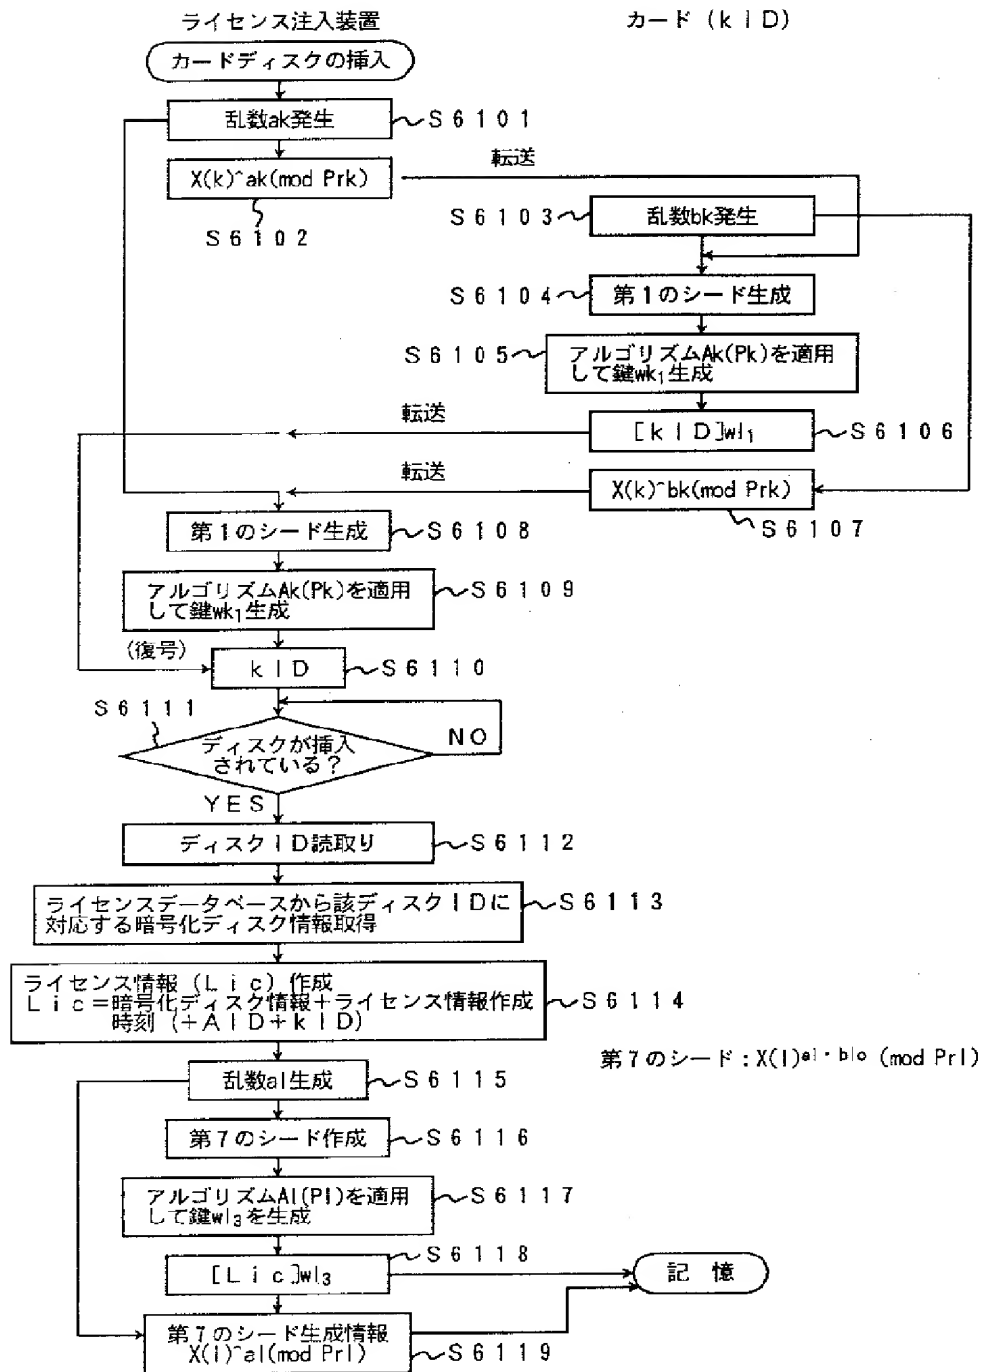 ライセンス注入装置
カード (kID)
カードディスクの挿入
乱数ak発生
S6101
転送
X(k)^ak(mod Prk)
S6102
S6103
乱数bk発生
S6104
第1のシード生成
S6105
アルゴリズムAk(Pk)を適用
して鍵wk₁生成
転送
[kID]wl₁
S6106
転送
X(k)^bk(mod Prk)
S6107
第1のシード生成
S6108
アルゴリズムAk(Pk)を適用
して鍵wk₁生成
S6109
(復号)
kID
S6110
S6111
ディスクが挿入
されている?
NO
YES
ディスクID読取り
S6112
ライセンスデータベースから該ディスクIDに
対応する暗号化ディスク情報取得
S6113
ライセンス情報 (Lic) 作成
Lic=暗号化ディスク情報+ライセンス情報作成
時刻 (+AID+kID)
S6114
第7のシード:X(l)^al・blo (mod Prl)
乱数al生成
S6115
第7のシード作成
S6116
アルゴリズムAl(Pl)を適用
して鍵wl₃を生成
S6117
S6118
[Lic]wl₃
記憶
第7のシード生成情報
X(l)^al(mod Prl)
S6119